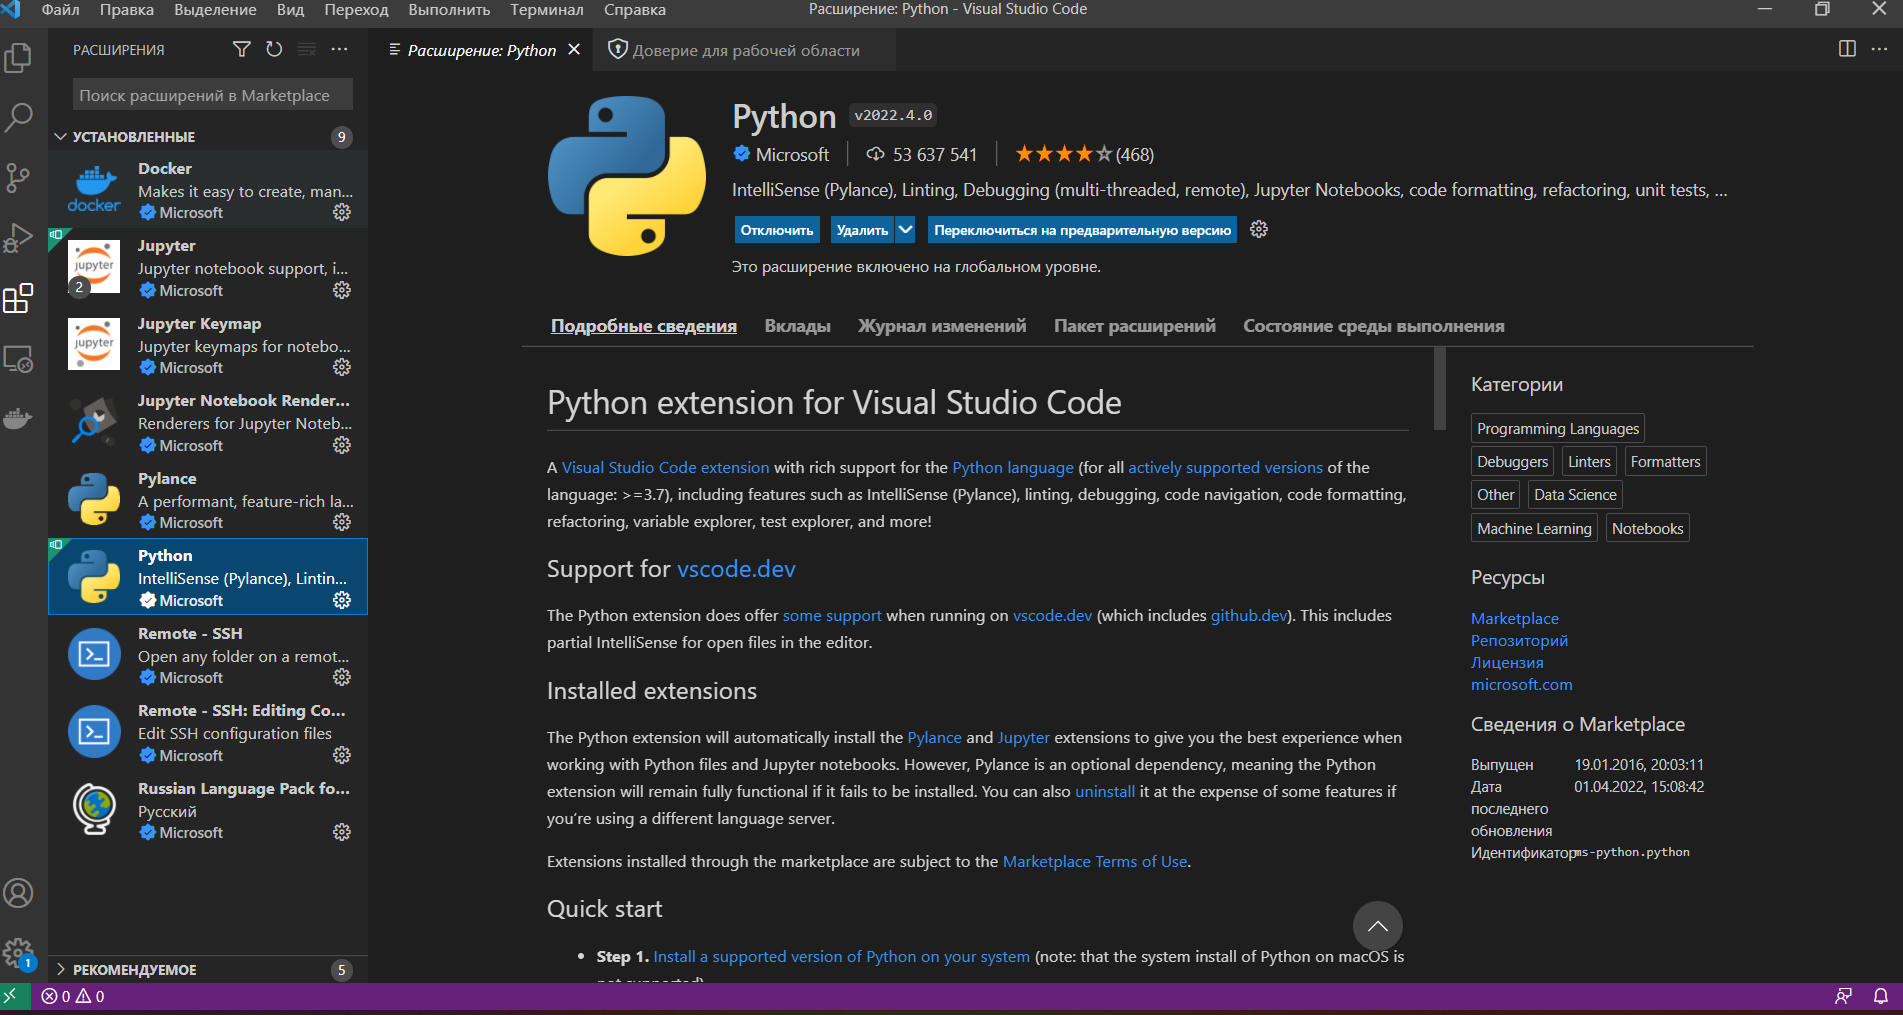 Файл Правка Выделение Вид Переход Выполнить Терминал Справка
Расширение: Python - Visual Studio Code
РАСШИРЕНИЯ
Поиск расширений в Marketplace
УСТАНОВЛЕННЫЕ 9
Docker
Makes it easy to create, man...
Microsoft
docker
Jupyter
Jupyter notebook support, i...
Microsoft
jupyter
2
Jupyter Keymap
Jupyter keymaps for notebo...
Microsoft
jupyter
Jupyter Notebook Render...
Renderers for Jupyter Noteb...
Microsoft
Pylance
A performant, feature-rich la...
Microsoft
Python
IntelliSense (Pylance), Lintin...
Microsoft
Remote - SSH
Open any folder on a remot...
Microsoft
Remote - SSH: Editing Co...
Edit SSH configuration files
Microsoft
Russian Language Pack fo...
Русский
Microsoft
РЕКОМЕНДУЕМОЕ 5
1
Расширение: Python
Доверие для рабочей области
Python v2022.4.0
Microsoft 53 637 541 (468)
IntelliSense (Pylance), Linting, Debugging (multi-threaded, remote), Jupyter Notebooks, code formatting, refactoring, unit tests, ...
Отключить Удалить Переключиться на предварительную версию
Это расширение включено на глобальном уровне.
Подробные сведения Вклады Журнал изменений Пакет расширений Состояние среды выполнения
Python extension for Visual Studio Code
A Visual Studio Code extension with rich support for the Python language (for all actively supported versions of the
language: >=3.7), including features such as IntelliSense (Pylance), linting, debugging, code navigation, code formatting,
refactoring, variable explorer, test explorer, and more!
Support for vscode.dev
The Python extension does offer some support when running on vscode.dev (which includes github.dev). This includes
partial IntelliSense for open files in the editor.
Installed extensions
The Python extension will automatically install the Pylance and Jupyter extensions to give you the best experience when
working with Python files and Jupyter notebooks. However, Pylance is an optional dependency, meaning the Python
extension will remain fully functional if it fails to be installed. You can also uninstall it at the expense of some features if
you’re using a different language server.
Extensions installed through the marketplace are subject to the Marketplace Terms of Use.
Quick start
• Step 1. Install a supported version of Python on your system (note: that the system install of Python on macOS is
not supported)
Категории
Programming Languages
Debuggers Linters Formatters
Other Data Science
Machine Learning Notebooks
Ресурсы
Marketplace
Репозиторий
Лицензия
microsoft.com
Сведения о Marketplace
Выпущен 19.01.2016, 20:03:11
Дата 01.04.2022, 15:08:42
последнего
обновления
Идентификатор ms-python.python
0 0